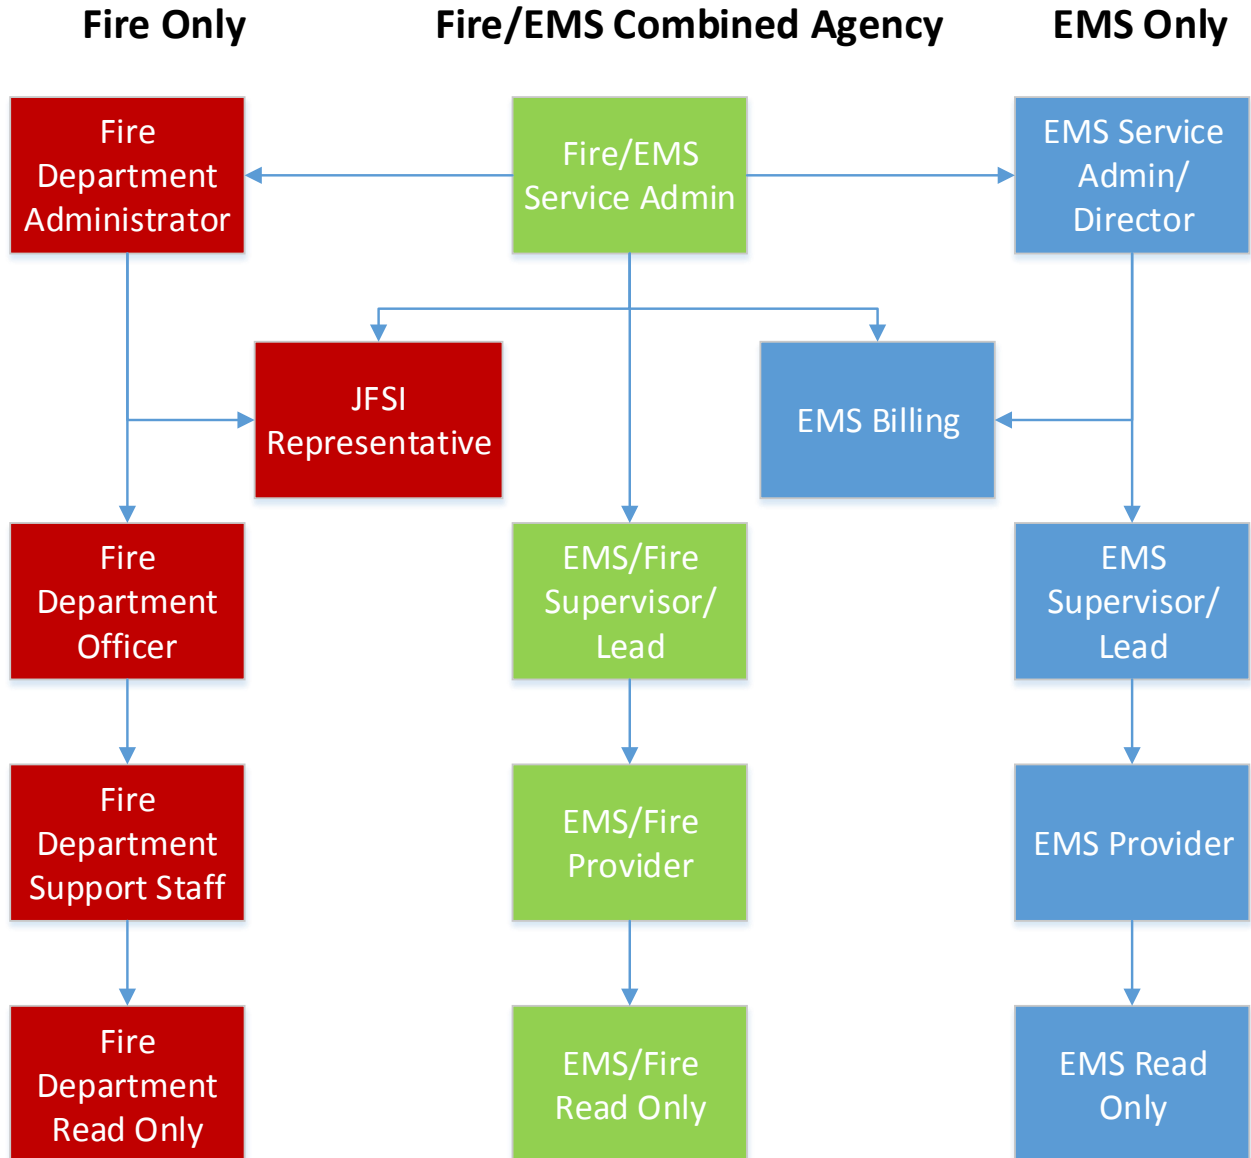 Fire Only
Fire/EMS Combined Agency
EMS Only
Fire
Department
Administrator
Fire/EMS
Service Admin
EMS Service
Admin/
Director
JFSI
Representative
EMS Billing
Fire
Department
Officer
EMS/Fire
Supervisor/
Lead
EMS
Supervisor/
Lead
Fire
Department
Support Staff
EMS/Fire
Provider
EMS Provider
Fire
Department
Read Only
EMS/Fire
Read Only
EMS Read
Only